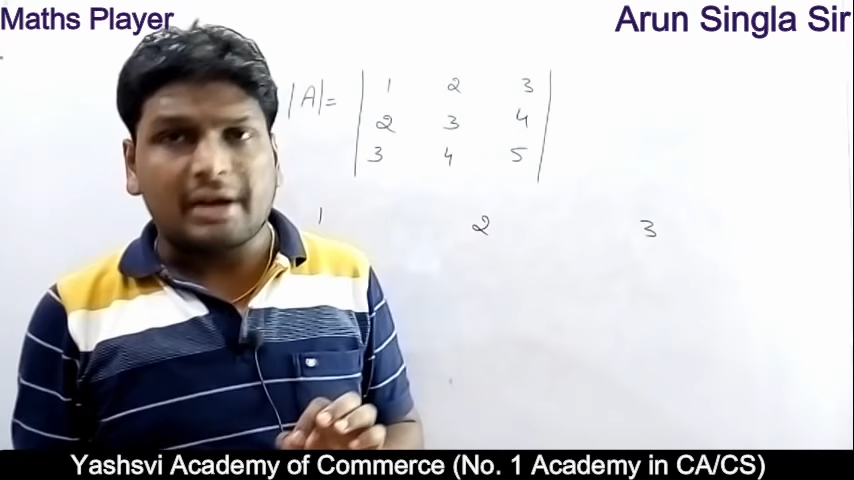 Maths Player
Arun Singla Sir
|A|= | 1 2 3 |
| 2 3 4 |
| 3 4 5 |
1 2 3
Yashsvi Academy of Commerce (No. 1 Academy in CA/CS)